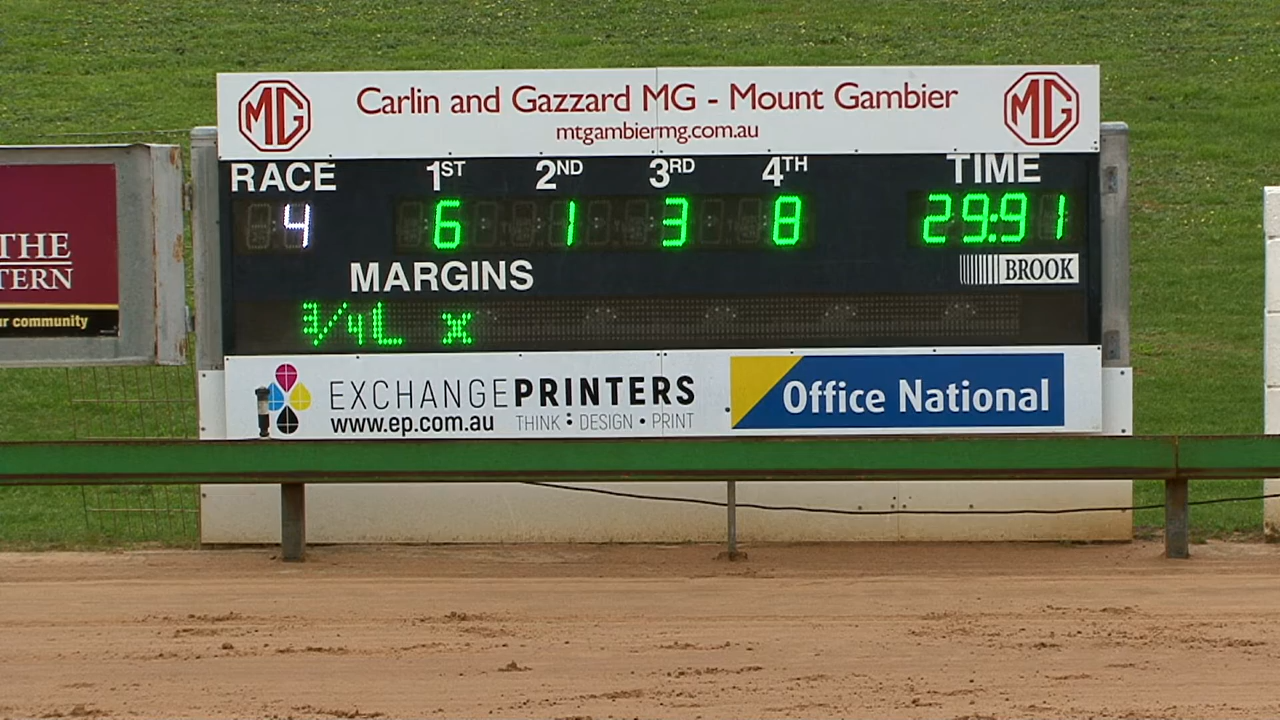 MG Carlin and Gazzard MG - Mount Gambier MG
mtgambiermg.com.au
RACE 1ST 2ND 3RD 4TH TIME
4 6 1 3 8 29:91
MARGINS
BROOK
3/4L
THE
TERN
r community
EXCHANGEPRINTERS
www.ep.com.au THINK : DESIGN • PRINT
Office National